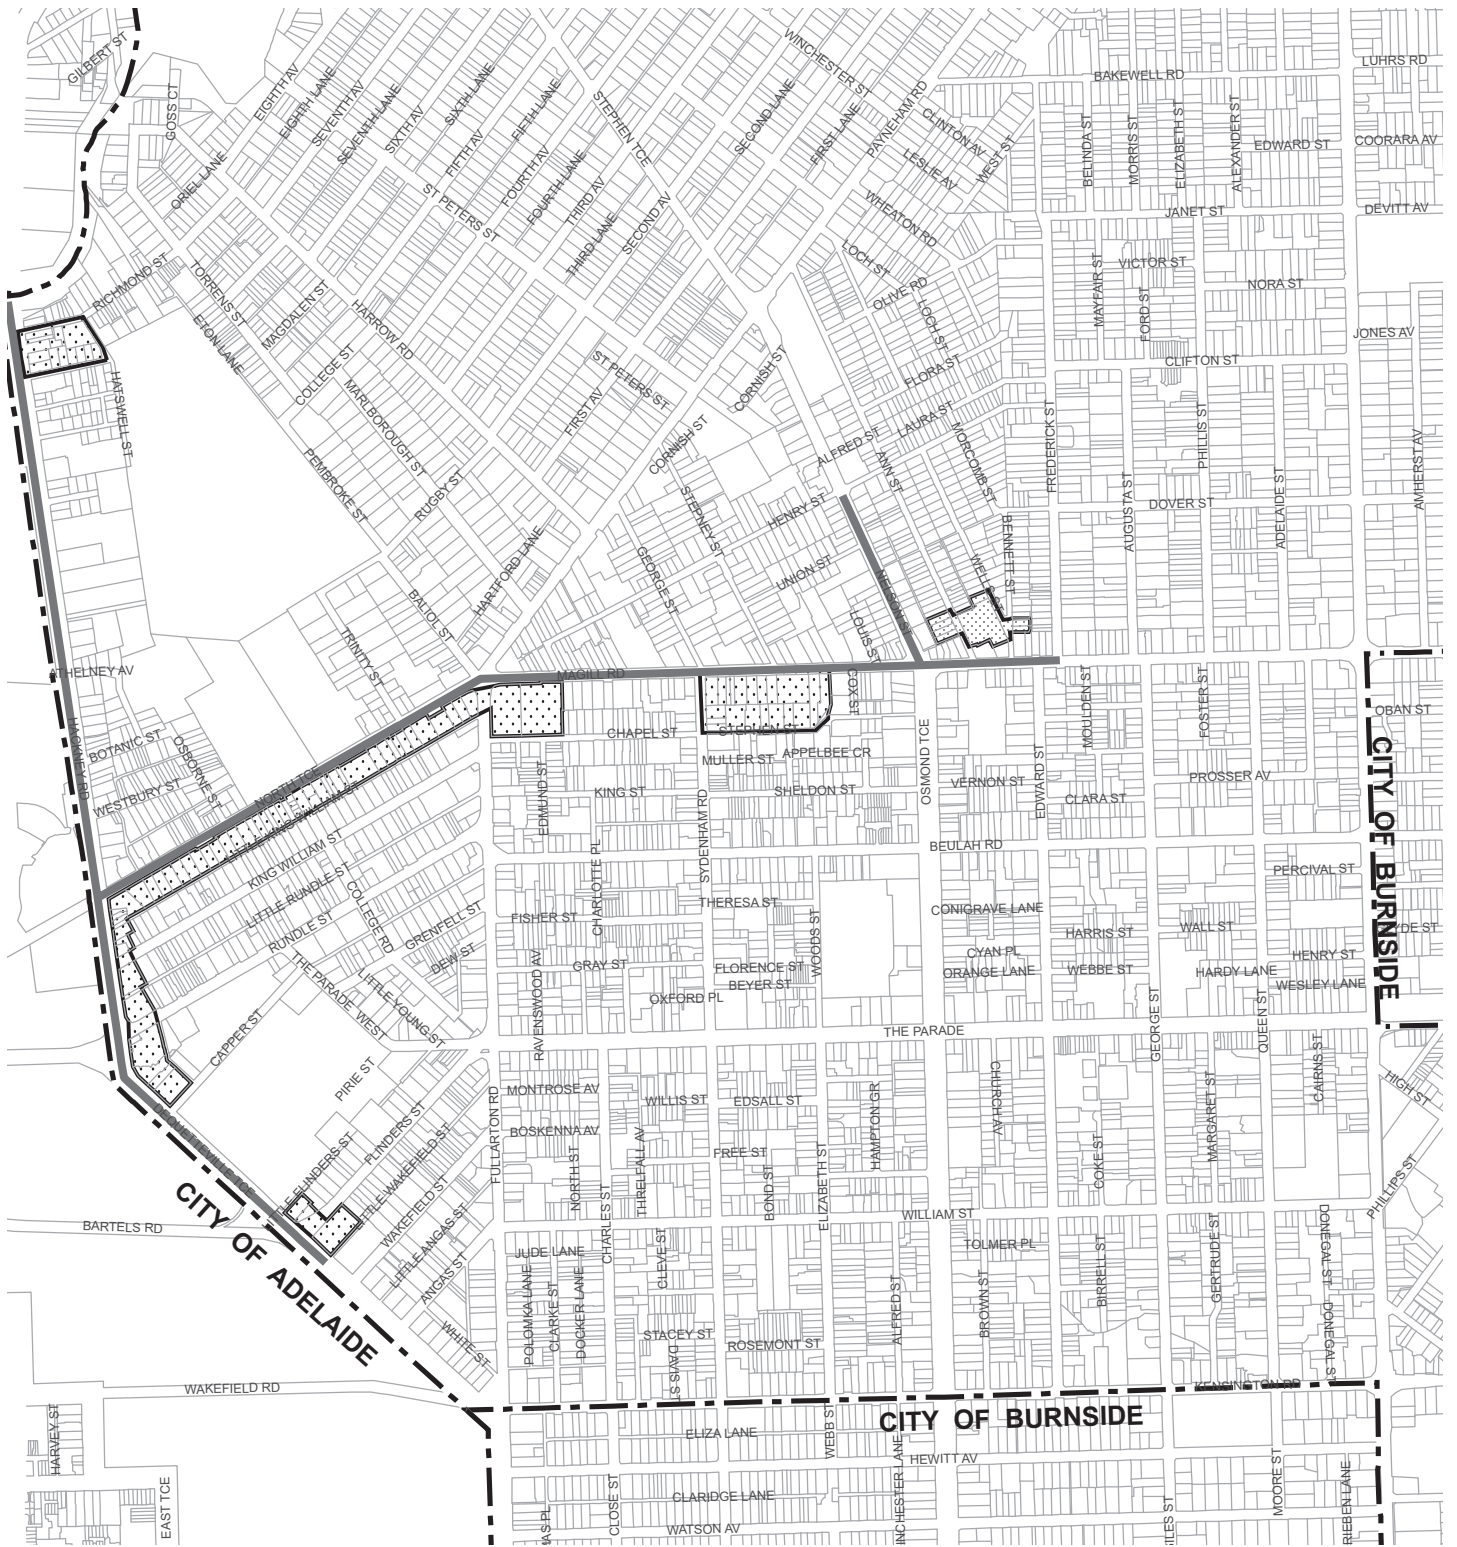 GILBERT ST
GOSS CT
EIGHTH AV
EIGHTH LANE
SEVENTH AV
SEVENTH LANE
SIXTH AV
SIXTH LANE
FIFTH AV
FIFTH LANE
STEPHEN TCE
WINCHESTER ST
SECOND LANE
FIRST LANE
PAYNEHAM RD
CLINTON AV
LESLIE AV
WEST ST
BAKEWELL RD
LUHRS RD
BELINDA ST
MORRIS ST
ELIZABETH ST
ALEXANDER ST
EDWARD ST
COORARA AV
ORIEL LANE
ST PETERS ST
FOURTH AV
FOURTH LANE
THIRD AV
THIRD LANE
SECOND AV
WHEATON RD
JANET ST
DEVITT AV
RICHMOND ST
TORRENS ST
ETON LANE
MAGDALEN ST
HARROW RD
LOCH ST
OLIVE RD
LOCH ST
MAYFAIR ST
VICTOR ST
FORD ST
NORA ST
JONES AV
CLIFTON ST
HATSWELL ST
COLLEGE ST
MARLBOROUGH ST
PEMBROKE ST
RUGBY ST
FIRST AV
ST PETERS ST
CORNISH ST
CORNISH ST
FLORA ST
LAURA ST
ALFRED ST
ANN ST
MORCOMB ST
FREDERICK ST
PHILLIS ST
AUGUSTA ST
DOVER ST
ADELAIDE ST
AMHERST AV
HENRY ST
STEPNEY ST
GEORGE ST
UNION ST
NELSON ST
LOUIS ST
BENNETT ST
HARTFORD LANE
BALIOL ST
TRINITY ST
MAGILL RD
ATHELNEY AV
HACKNEY RD
BOTANIC ST
OSBORNE ST
WESTBURY ST
NORTH TCE
KING WILLIAM ST
LITTLE RUNDLE ST
RUNDLE ST
COLLEGE RD
GRENFELL ST
DEW ST
THE PARADE WEST
LITTLE YOUNG ST
CAPPER ST
PIRIE ST
CHAPEL ST
STEPHEN ST
COX ST
MULLER ST
APPELBEE CR
SHELDON ST
KING ST
EDMUND ST
SYDENHAM RD
OSMOND TCE
VERNON ST
EDWARD ST
CLARA ST
MOULDEN ST
FOSTER ST
PROSSER AV
OBAN ST
CITY OF BURNSIDE
BEULAH RD
PERCIVAL ST
CHARLOTTE PL
FISHER ST
THERESA ST
WOODS ST
CONIGRAVE LANE
HARRIS ST
WALL ST
CYAN PL
ORANGE LANE
WEBBE ST
HARDY LANE
HENRY ST
WESLEY LANE
GRAY ST
FLORENCE ST
BEYER ST
OXFORD PL
RAVENSWOOD AV
THE PARADE
GEORGE ST
QUEEN ST
CAIRNS ST
HIGH ST
FULLARTON RD
MONTROSE AV
WILLIS ST
EDSALL ST
HAMPTON GR
CHURCH AV
MARGARET ST
BOSKENNA AV
THRELFALL AV
FREE ST
NORTH ST
BOND ST
ELIZABETH ST
COKE ST
PHILLIPS ST
DEQUETTEVILLE TCE
FLINDERS ST
LITTLE WAKEFIELD ST
WAKEFIELD ST
LITTLE ANGAS ST
ANGAS ST
WHITE ST
BARTELS RD
CITY OF ADELAIDE
WILLIAM ST
TOLMER PL
CHARLES ST
JUDE LANE
CLEVE ST
POLOMKA LANE
CLARKE ST
DOCKER LANE
STACEY ST
DAVIS ST
ROSEMONT ST
ALFRED ST
BROWN ST
BIRRELL ST
GERTRUDE ST
DONEGAL ST
DONEGAL ST
WAKEFIELD RD
KENSINGTON RD
CITY OF BURNSIDE
HARVEY ST
EAST TCE
ELIZA LANE
WEBB ST
HEWITT AV
CLOSE ST
CLARIDGE LANE
WATSON AV
MOORE ST